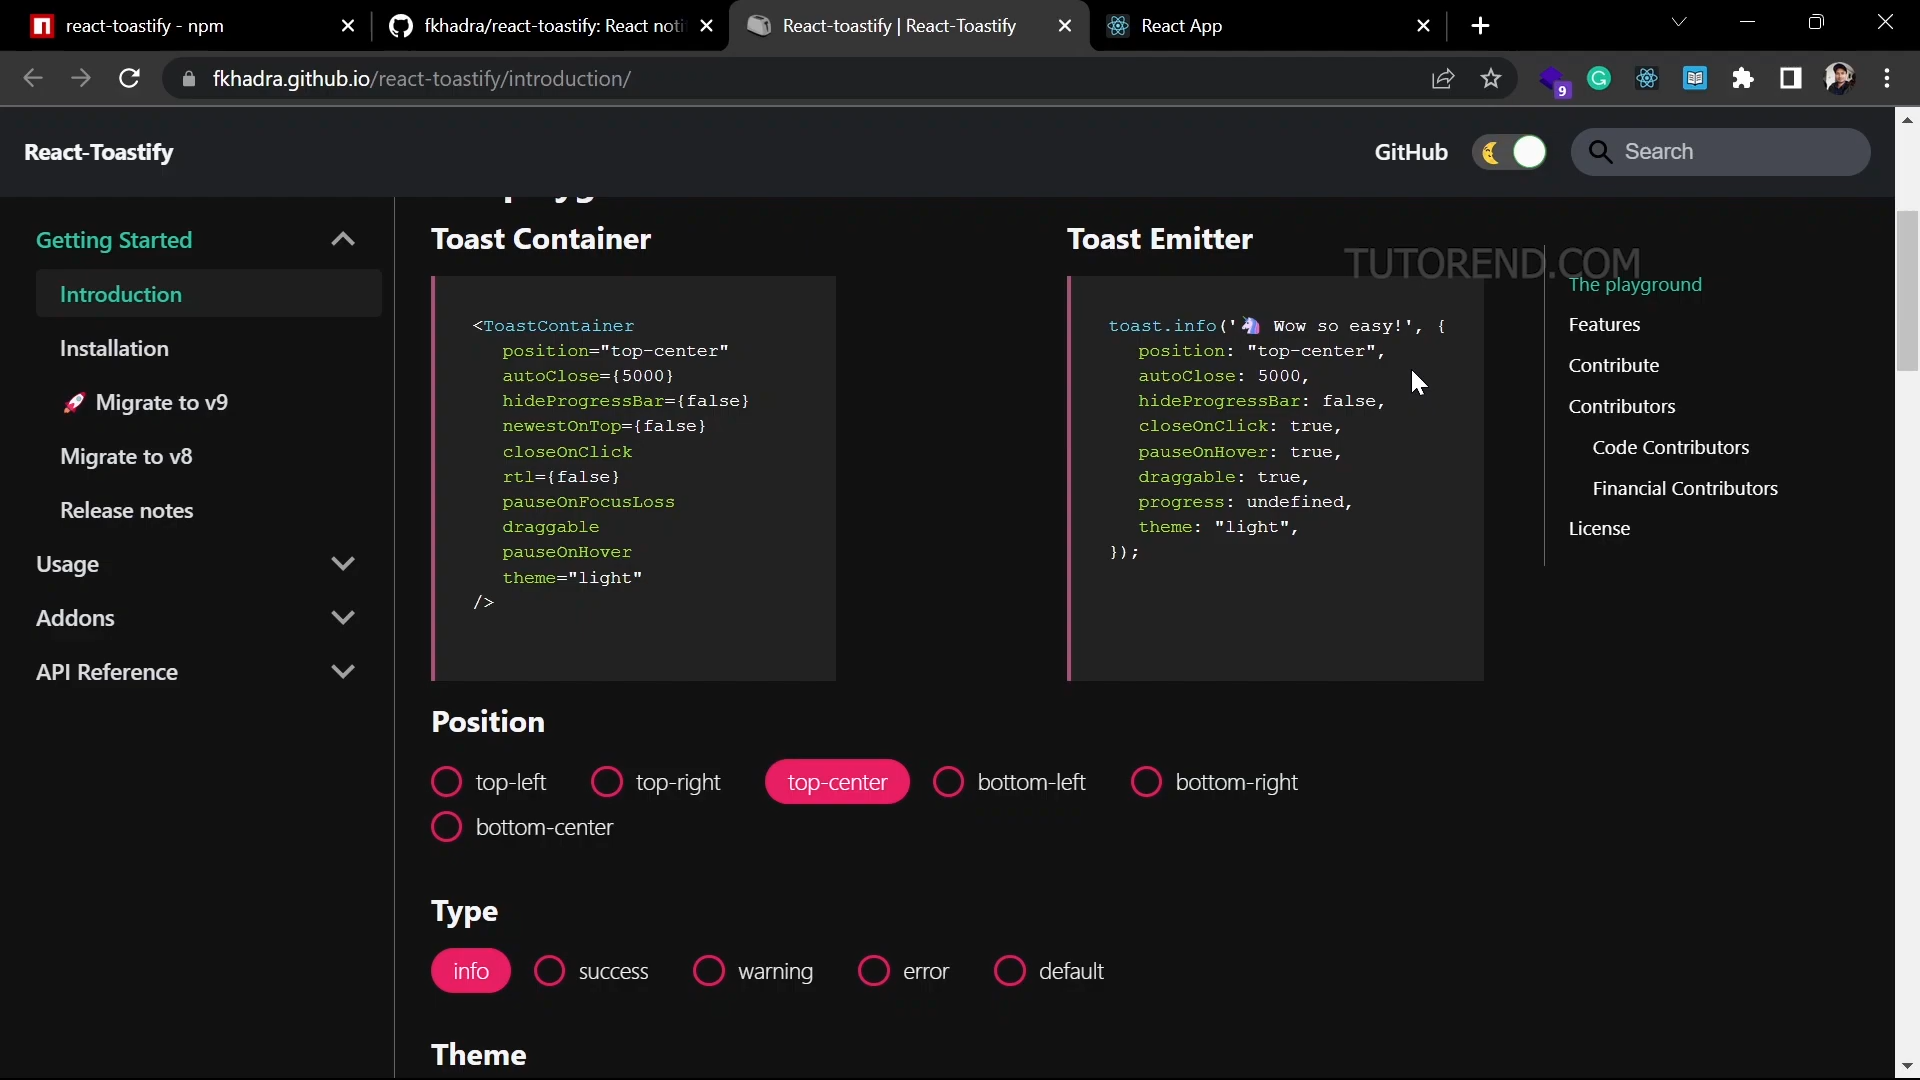 react-toastify - npm
fkhadra/react-toastify: React noti
React-toastify | React-Toastify
React App
fkhadra.github.io/react-toastify/introduction/
9
React-Toastify
GitHub
Search
Getting Started
Introduction
Installation
🚀 Migrate to v9
Migrate to v8
Release notes
Usage
Addons
API Reference
Toast Container
<ToastContainer
position="top-center"
autoClose={5000}
hideProgressBar={false}
newestOnTop={false}
closeOnClick
rtl={false}
pauseOnFocusLoss
draggable
pauseOnHover
theme="light"
/>
Toast Emitter
toast.info('🦄 Wow so easy!', {
position: "top-center",
autoClose: 5000,
hideProgressBar: false,
closeOnClick: true,
pauseOnHover: true,
draggable: true,
progress: undefined,
theme: "light",
});
TUTOREND.COM
The playground
Features
Contribute
Contributors
Code Contributors
Financial Contributors
License
Position
top-left
top-right
top-center
bottom-left
bottom-right
bottom-center
Type
info
success
warning
error
default
Theme